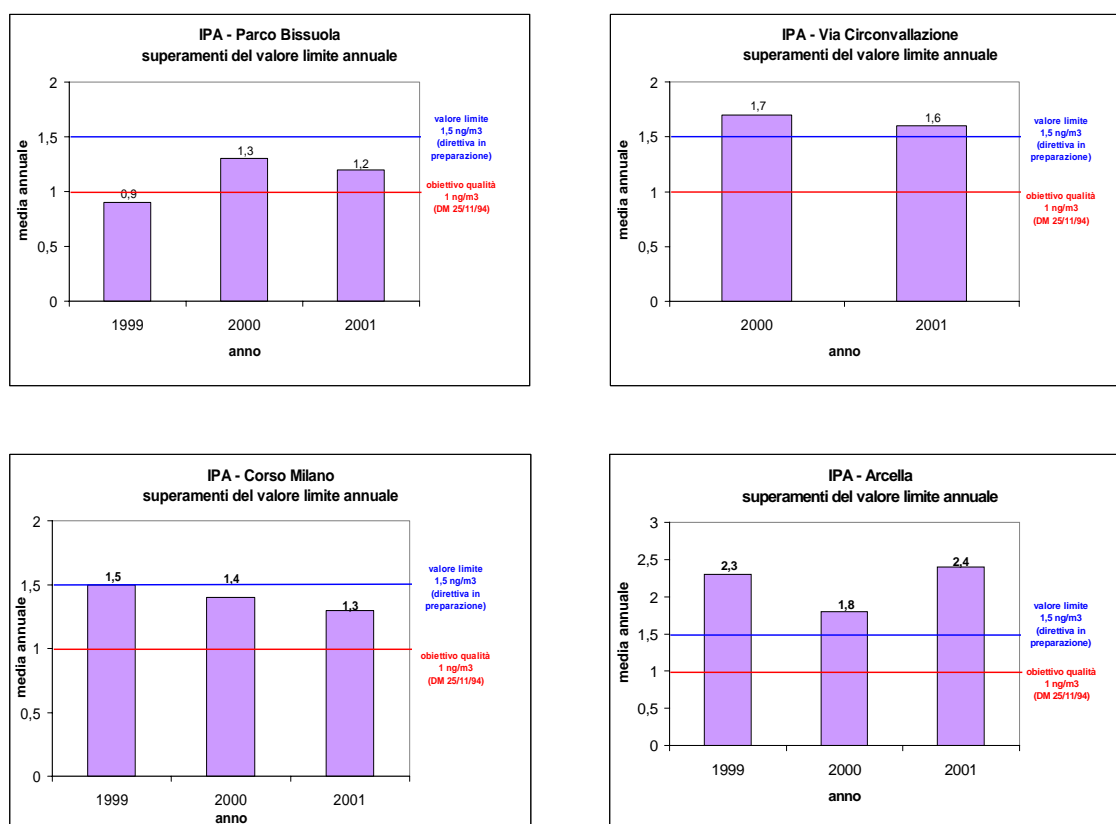 IPA - Parco Bissuola
superamenti del valore limite annuale
2
1,5
1
0,5
0
media annuale
0,9
1,3
1,2
1999
2000
2001
anno
valore limite
1,5 ng/m3
(direttiva in
preparazione)
obiettivo qualità
1 ng/m3
(DM 25/11/94)
IPA - Via Circonvallazione
superamenti del valore limite annuale
2
1,5
1
0,5
0
media annuale
1,7
1,6
2000
2001
anno
valore limite
1,5 ng/m3
(direttiva in
preparazione)
obiettivo qualità
1 ng/m3
(DM 25/11/94)
IPA - Corso Milano
superamenti del valore limite annuale
2
1,5
1
0,5
0
media annuale
1,5
1,4
1,3
1999
2000
2001
anno
valore limite
1,5 ng/m3
(direttiva in
preparazione)
obiettivo qualità
1 ng/m3
(DM 25/11/94)
IPA - Arcella
superamenti del valore limite annuale
3
2,5
2
1,5
1
0,5
0
media annuale
2,3
1,8
2,4
1999
2000
2001
anno
valore limite
1,5 ng/m3
(direttiva in
preparazione)
obiettivo qualità
1 ng/m3
(DM 25/11/94)